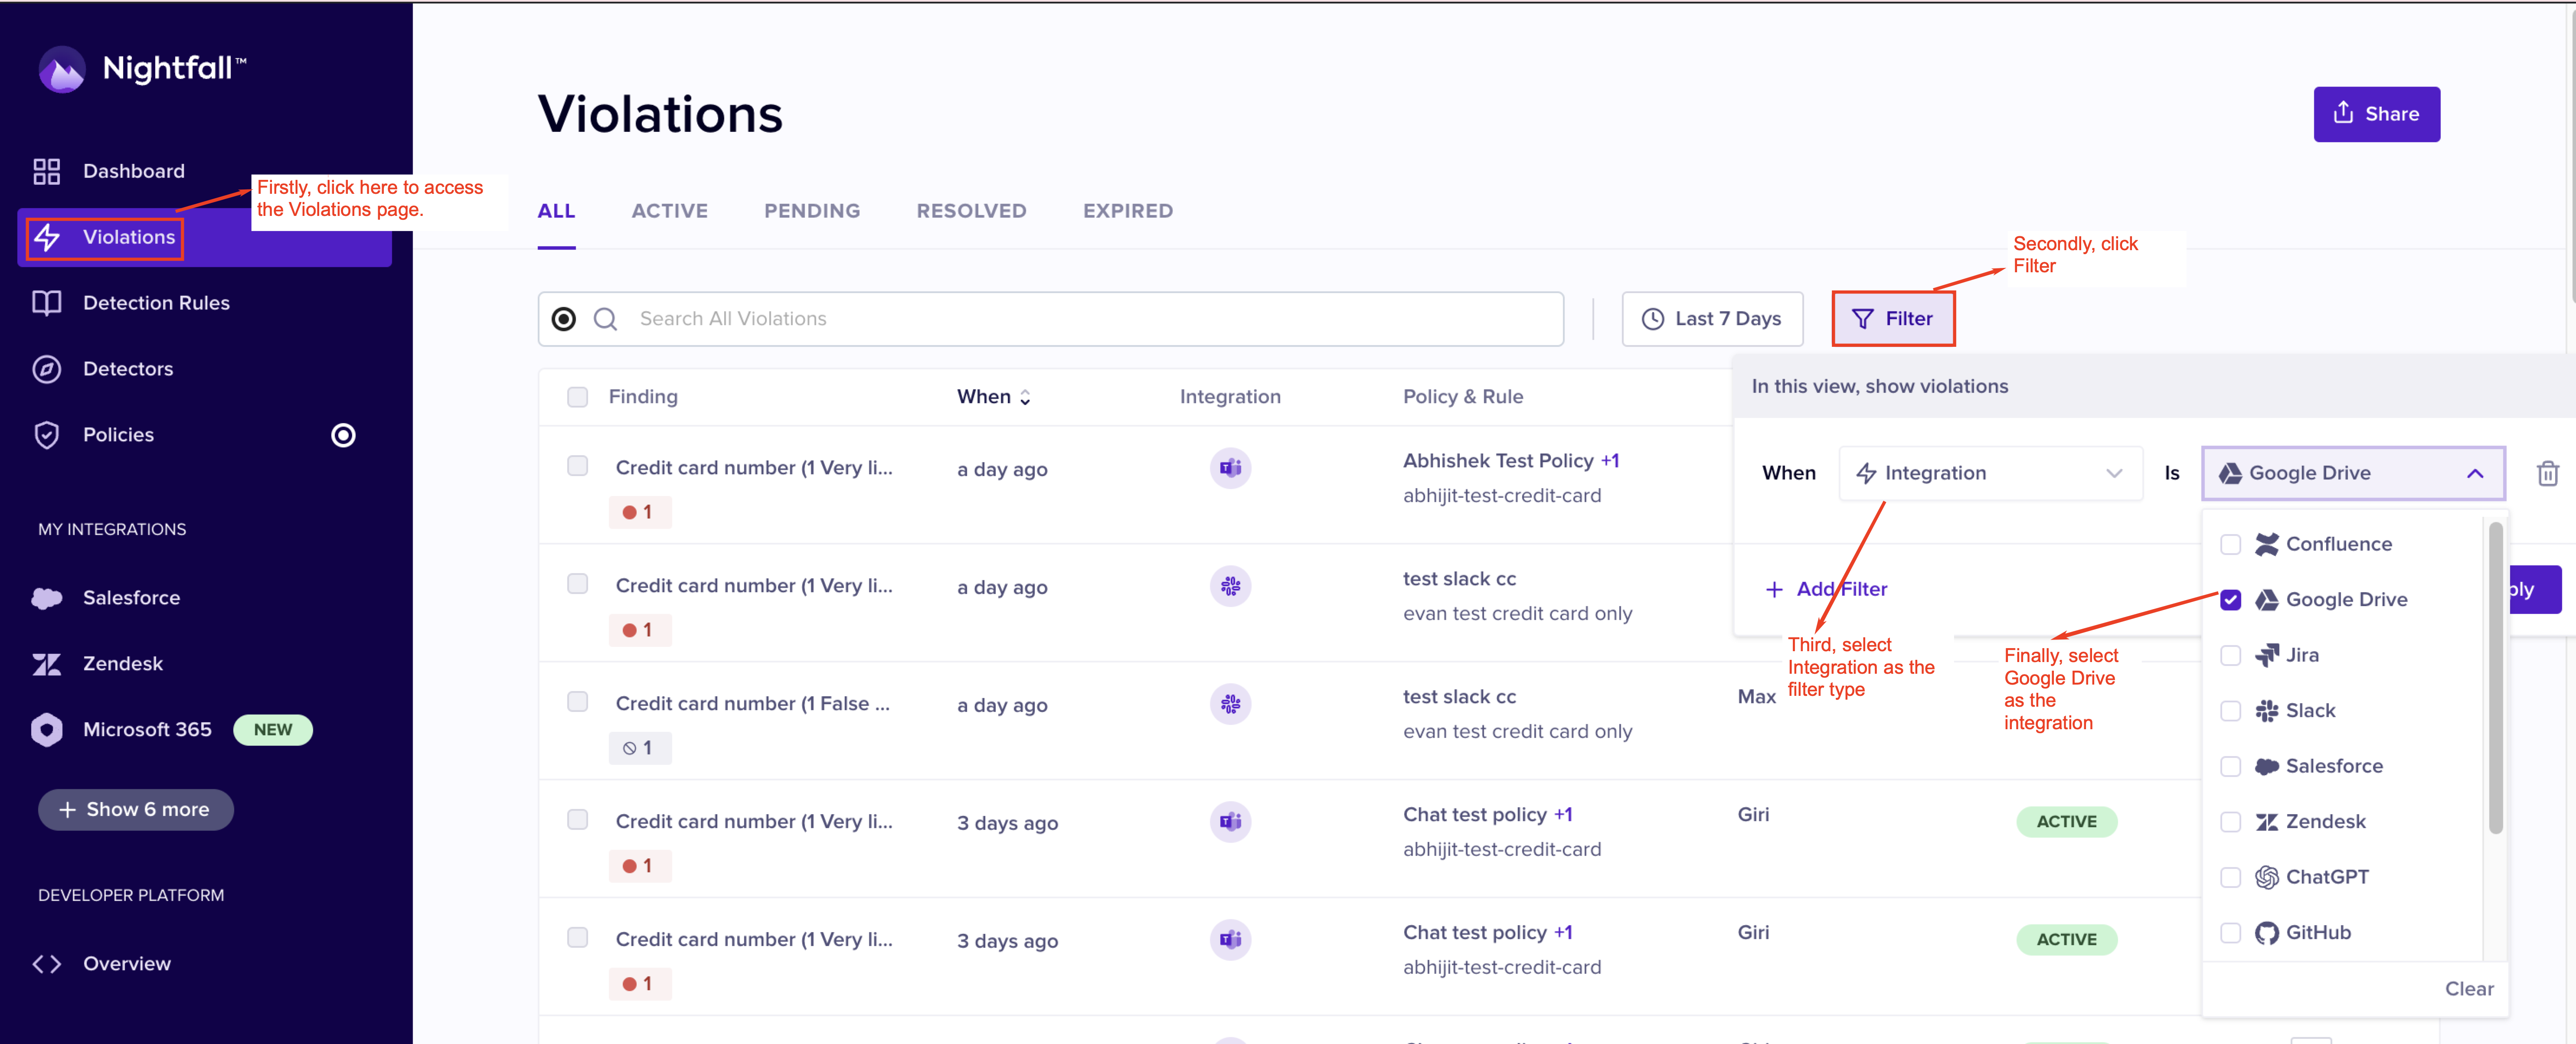 Nightfall™
Dashboard
Firstly, click here to access
the Violations page.
Violations
Detection Rules
Detectors
Policies
MY INTEGRATIONS
Salesforce
Zendesk
Microsoft 365 NEW
+ Show 6 more
DEVELOPER PLATFORM
Overview
Violations
Share
ALL ACTIVE PENDING RESOLVED EXPIRED
Secondly, click
Filter
Search All Violations
Last 7 Days
Filter
Finding When Integration Policy & Rule
Credit card number (1 Very li... a day ago Abhishek Test Policy +1
abhijit-test-credit-card
1
Credit card number (1 Very li... a day ago test slack cc
evan test credit card only
1
Credit card number (1 False ... a day ago test slack cc Max
evan test credit card only
1
Credit card number (1 Very li... 3 days ago Chat test policy +1 Giri ACTIVE
abhijit-test-credit-card
1
Credit card number (1 Very li... 3 days ago Chat test policy +1 Giri ACTIVE
abhijit-test-credit-card
1
In this view, show violations
When Integration Is Google Drive
+ Add Filter
Third, select
Integration as the
filter type
Finally, select
Google Drive
as the
integration
Confluence
Google Drive
Jira
Slack
Salesforce
Zendesk
ChatGPT
GitHub
Clear